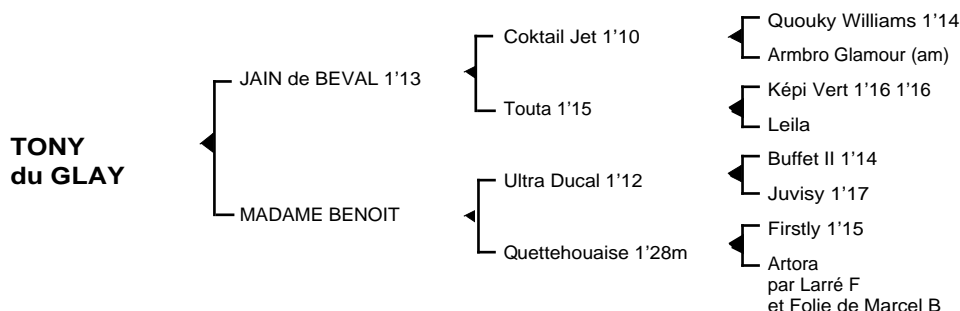 TONY
du GLAY
JAIN de BEVAL 1'13
MADAME BENOIT
Coktail Jet 1'10
Touta 1'15
Ultra Ducal 1'12
Quettehouaise 1'28m
Quouky Williams 1'14
Armbro Glamour (am)
Képi Vert 1'16 1'16
Leila
Buffet II 1'14
Juvisy 1'17
Firstly 1'15
Artora
par Larré F
et Folie de Marcel B